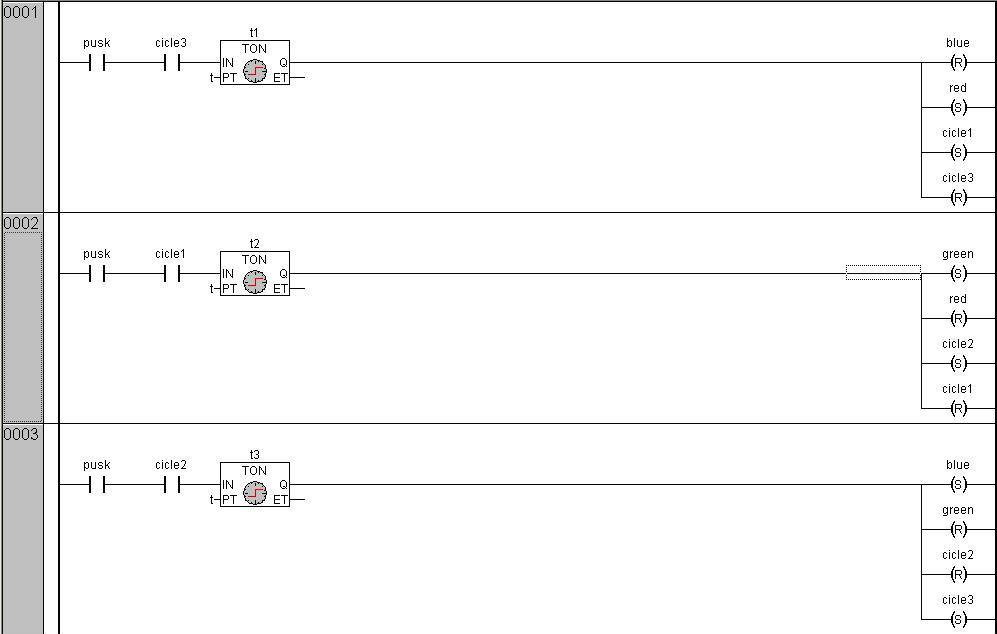 0001
pusk cicle3 t1 blue
TON
IN Q (R)
t PT ET red
(S)
cicle1
(S)
cicle3
(R)
0002
pusk cicle1 t2 green
TON
IN Q (S)
t PT ET red
(R)
cicle2
(S)
cicle1
(R)
0003
pusk cicle2 t3 blue
TON
IN Q (S)
t PT ET green
(R)
cicle2
(R)
cicle3
(S)